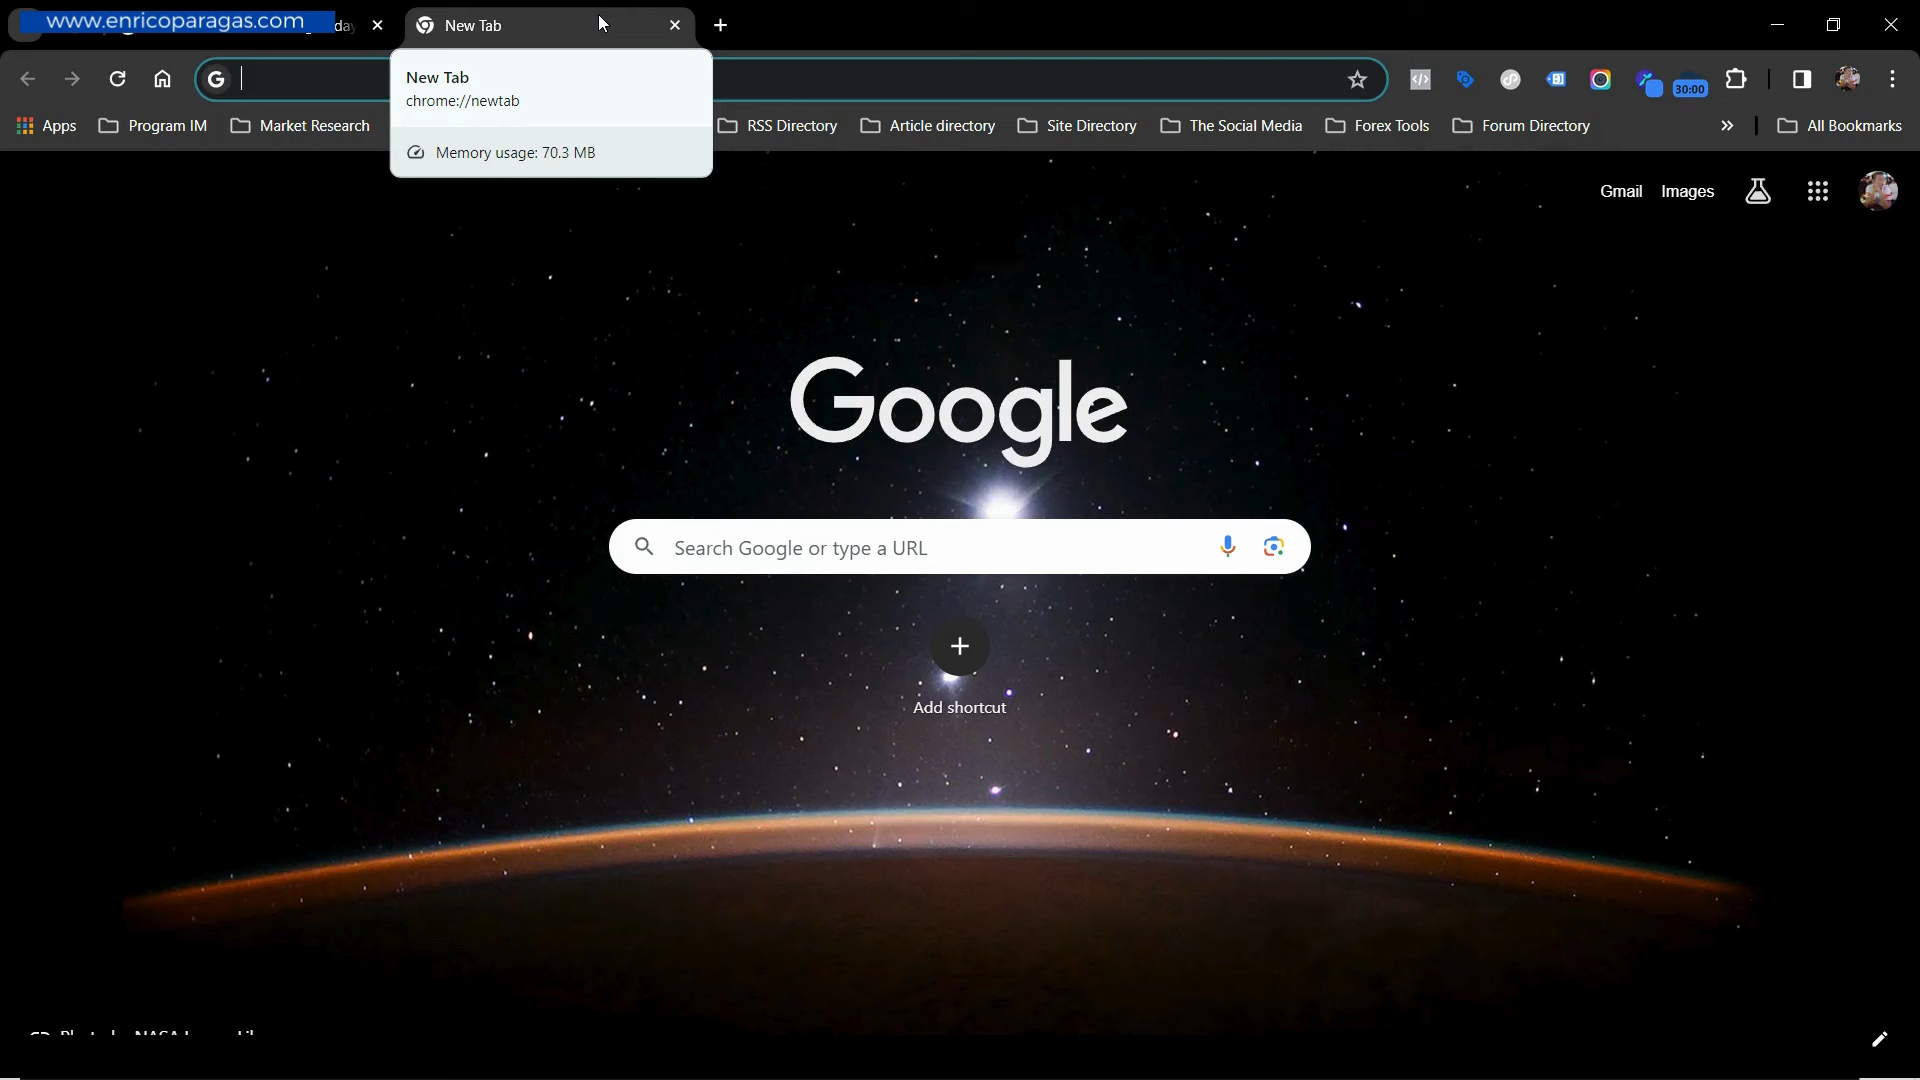 www.enricoparagas.com
New Tab
New Tab
chrome://newtab
Memory usage: 70.3 MB
30:00
Apps
Program IM
Market Research
RSS Directory
Article directory
Site Directory
The Social Media
Forex Tools
Forum Directory
All Bookmarks
Gmail
Images
Google
Search Google or type a URL
Add shortcut